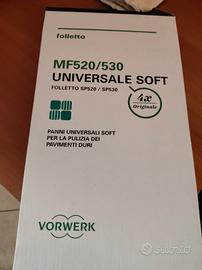 folletto
MF520/530
UNIVERSALE SOFT
FOLLETTO SP520 / SP530
4x
Originale
PANNI UNIVERSALI SOFT
PER LA PULIZIA DEI
PAVIMENTI DURI
VORWERK
Subito